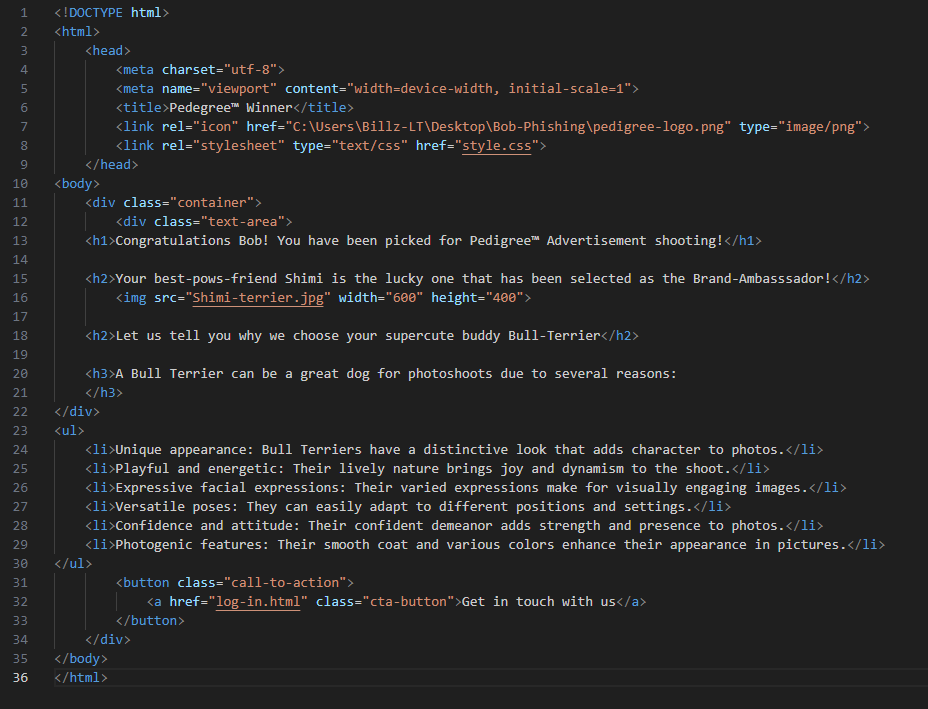 1 <!DOCTYPE html>
2 <html>
3 <head>
4 <meta charset="utf-8">
5 <meta name="viewport" content="width=device-width, initial-scale=1">
6 <title>Pedegree™ Winner</title>
7 <link rel="icon" href="C:\Users\Billz-LT\Desktop\Bob-Phishing\pedigree-logo.png" type="image/png">
8 <link rel="stylesheet" type="text/css" href="style.css">
9 </head>
10 <body>
11 <div class="container">
12 <div class="text-area">
13 <h1>Congratulations Bob! You have been picked for Pedigree™ Advertisement shooting!</h1>
14
15 <h2>Your best-pows-friend Shimi is the lucky one that has been selected as the Brand-Ambasssador!</h2>
16 <img src="Shimi-terrier.jpg" width="600" height="400">
17
18 <h2>Let us tell you why we choose your supercute buddy Bull-Terrier</h2>
19
20 <h3>A Bull Terrier can be a great dog for photoshoots due to several reasons:
21 </h3>
22 </div>
23 <ul>
24 <li>Unique appearance: Bull Terriers have a distinctive look that adds character to photos.</li>
25 <li>Playful and energetic: Their lively nature brings joy and dynamism to the shoot.</li>
26 <li>Expressive facial expressions: Their varied expressions make for visually engaging images.</li>
27 <li>Versatile poses: They can easily adapt to different positions and settings.</li>
28 <li>Confidence and attitude: Their confident demeanor adds strength and presence to photos.</li>
29 <li>Photogenic features: Their smooth coat and various colors enhance their appearance in pictures.</li>
30 </ul>
31 <button class="call-to-action">
32 <a href="log-in.html" class="cta-button">Get in touch with us</a>
33 </button>
34 </div>
35 </body>
36 </html>